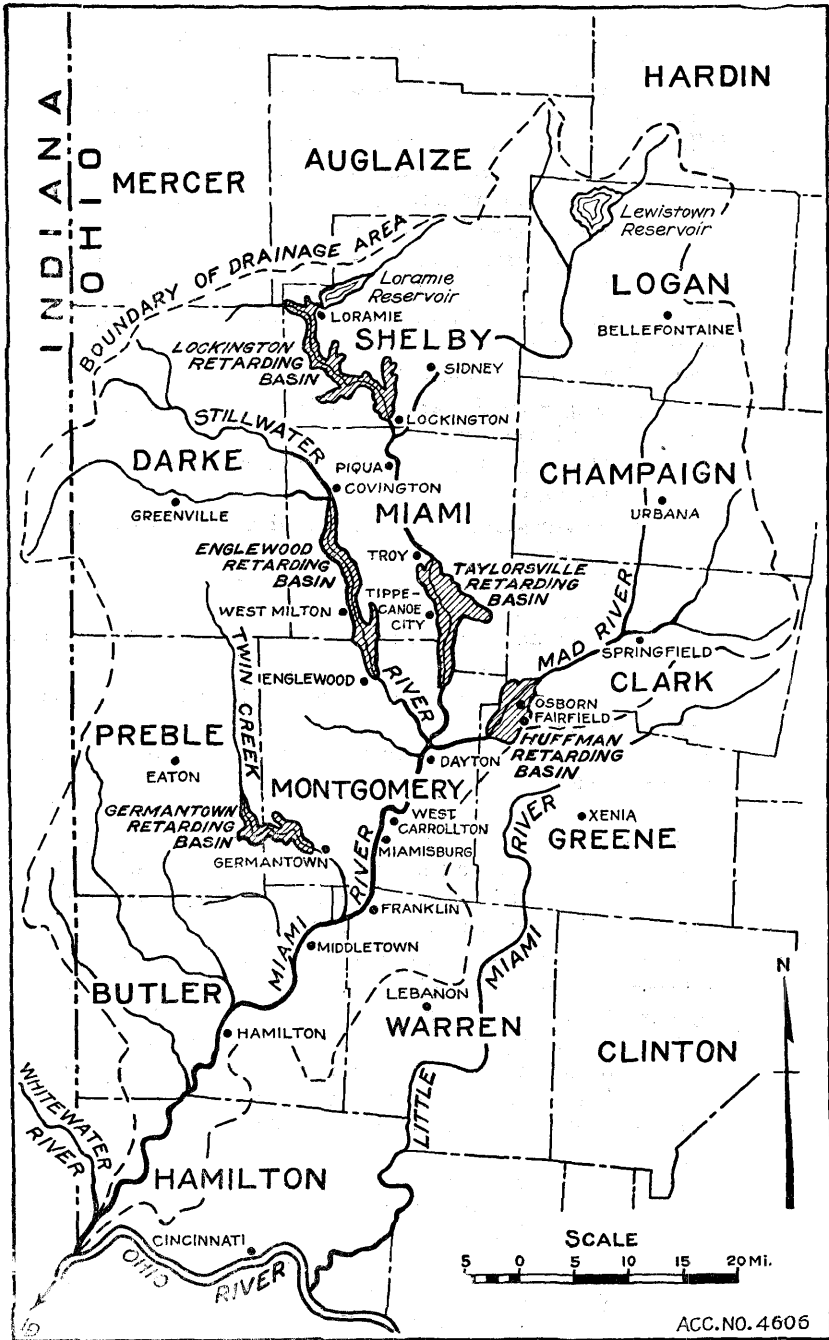 INDIANA
OHIO
HARDIN
AUGLAIZE
MERCER
Lewistown
Reservoir
BOUNDARY OF DRAINAGE AREA
Loramie
Reservoir
LOGAN
LORAMIE
BELLEFONTAINE
SHELBY
LOCKINGTON
RETARDING
BASIN
SIDNEY
STILLWATER
LOCKINGTON
DARKE
PIQUA
COVINGTON
CHAMPAIGN
GREENVILLE
MIAMI
URBANA
ENGLEWOOD
RETARDING
BASIN
TROY
TAYLORSVILLE
RETARDING
BASIN
TIPPE-
CANOE
CITY
WEST MILTON
TWIN CREEK
MAD RIVER
SPRINGFIELD
ENGLEWOOD
RIVER
CLARK
OSBORN
FAIRFIELD
HUFFMAN
RETARDING
BASIN
PREBLE
EATON
DAYTON
MONTGOMERY
GERMANTOWN
RETARDING
BASIN
WEST
CARROLLTON
MIAMISBURG
XENIA
GREENE
GERMANTOWN
MIAMI RIVER
FRANKLIN
MIDDLETOWN
LITTLE MIAMI RIVER
N
BUTLER
LEBANON
WARREN
HAMILTON
CLINTON
WHITEWATER
RIVER
HAMILTON
CINCINNATI
OHIO RIVER
SCALE
5 0 5 10 15 20 Mi.
ACC.NO. 4606